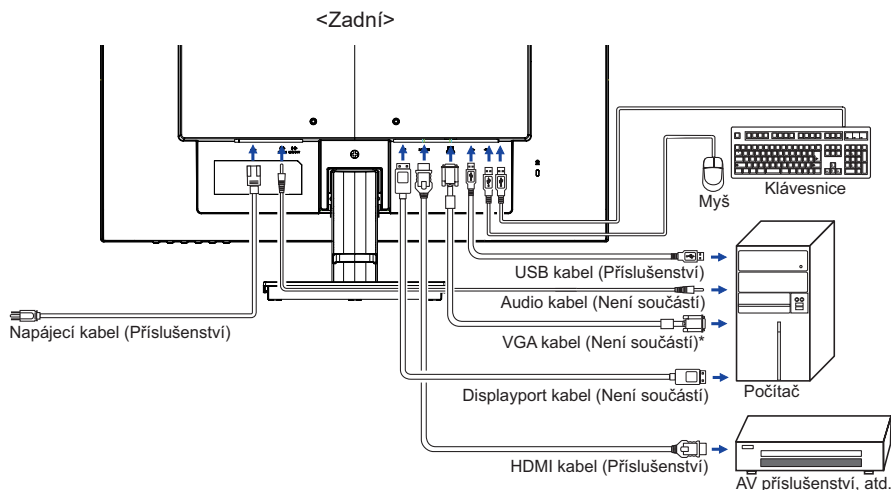 <Zadní>
Klávesnice
Myš
USB kabel (Příslušenství)
Audio kabel (Není součástí)
Napájecí kabel (Příslušenství)
VGA kabel (Není součástí)*
Displayport kabel (Není součástí)
Počítač
HDMI kabel (Příslušenství)
AV příslušenství, atd.